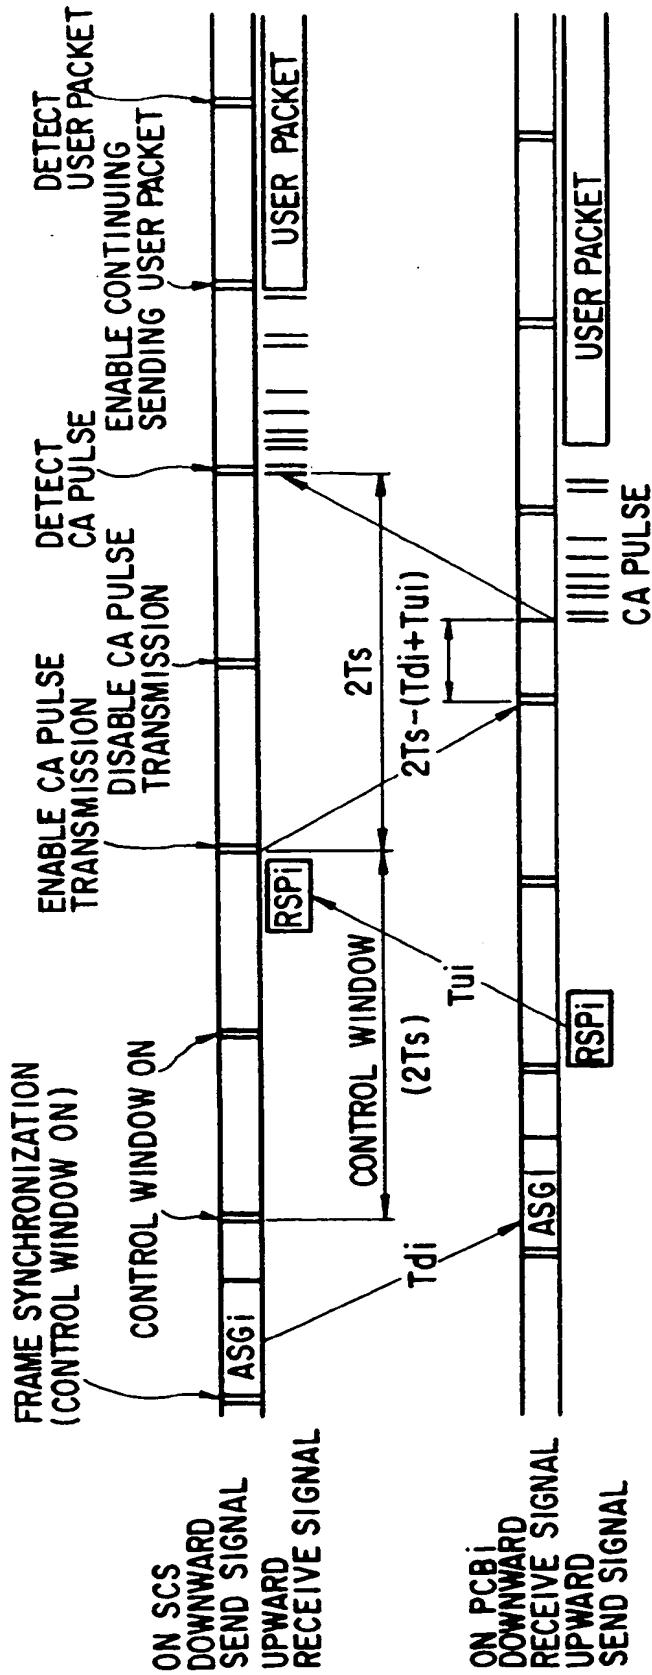 FRAME SYNCHRONIZATION
(CONTROL WINDOW ON)
CONTROL WINDOW ON
ENABLE CA PULSE
TRANSMISSION
DISABLE CA PULSE
TRANSMISSION
DETECT
CA PULSE
ENABLE CONTINUING
SENDING USER PACKET
DETECT
USER PACKET
ON SCS
DOWNWARD
SEND SIGNAL
UPWARD
RECEIVE SIGNAL
ASGi
RSPi
USER PACKET
CONTROL WINDOW
(2Ts)
2Ts
Tdi
Tui
2Ts-(Tdi+Tui)
ON PCBi
DOWNWARD
RECEIVE SIGNAL
UPWARD
SEND SIGNAL
ASGi
RSPi
CA PULSE
USER PACKET